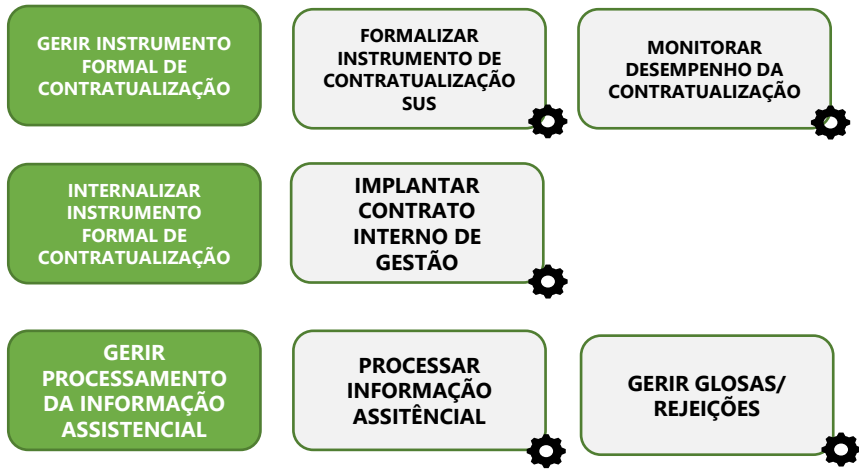 GERIR INSTRUMENTO
FORMAL DE
CONTRATUALIZAÇÃO
FORMALIZAR
INSTRUMENTO DE
CONTRATUALIZAÇÃO
SUS
MONITORAR
DESEMPENHO DA
CONTRATUALIZAÇÃO
INTERNALIZAR
INSTRUMENTO
FORMAL DE
CONTRATUALIZAÇÃO
IMPLANTAR
CONTRATO
INTERNO DE
GESTÃO
GERIR
PROCESSAMENTO
DA INFORMAÇÃO
ASSISTENCIAL
PROCESSAR
INFORMAÇÃO
ASSITÊNCIAL
GERIR GLOSAS/
REJEIÇÕES